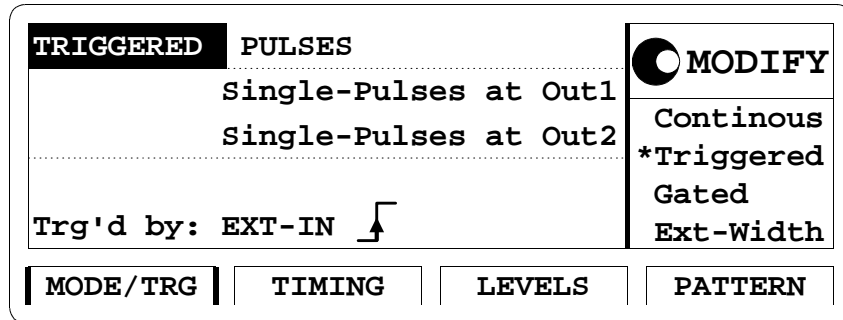 TRIGGERED PULSES
Single-Pulses at Out1
Single-Pulses at Out2
Trg'd by: EXT-IN
MODIFY
Continous
*Triggered
Gated
Ext-Width
MODE/TRG TIMING LEVELS PATTERN